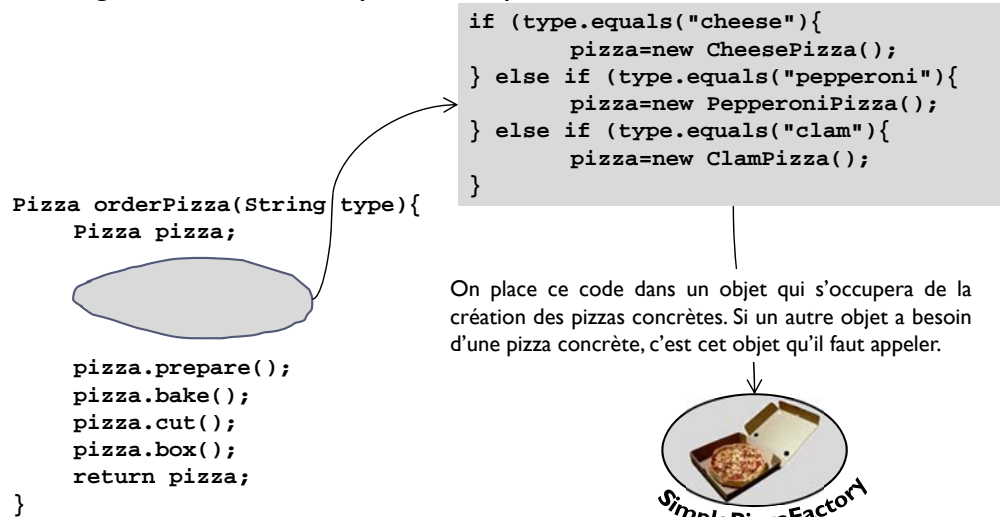 if (type.equals("cheese"){
pizza=new CheesePizza();
} else if (type.equals("pepperoni"){
pizza=new PepperoniPizza();
} else if (type.equals("clam"){
pizza=new ClamPizza();
}
Pizza orderPizza(String type){
Pizza pizza;
pizza.prepare();
pizza.bake();
pizza.cut();
pizza.box();
return pizza;
}
On place ce code dans un objet qui s'occupera de la
création des pizzas concrètes. Si un autre objet a besoin
d'une pizza concrète, c'est cet objet qu'il faut appeler.
SimplePizzaFactory